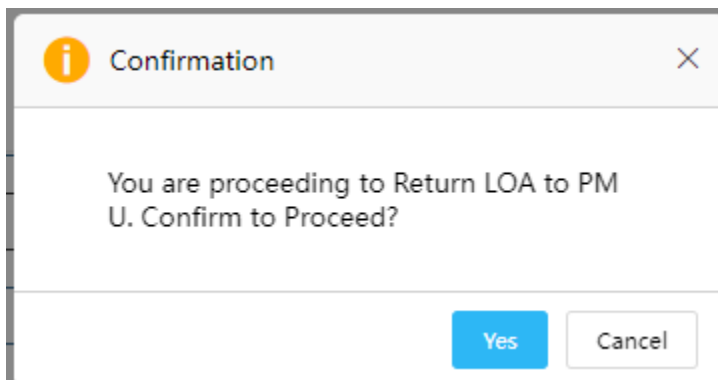 Confirmation
You are proceeding to Return LOA to PM
U. Confirm to Proceed?
Yes
Cancel